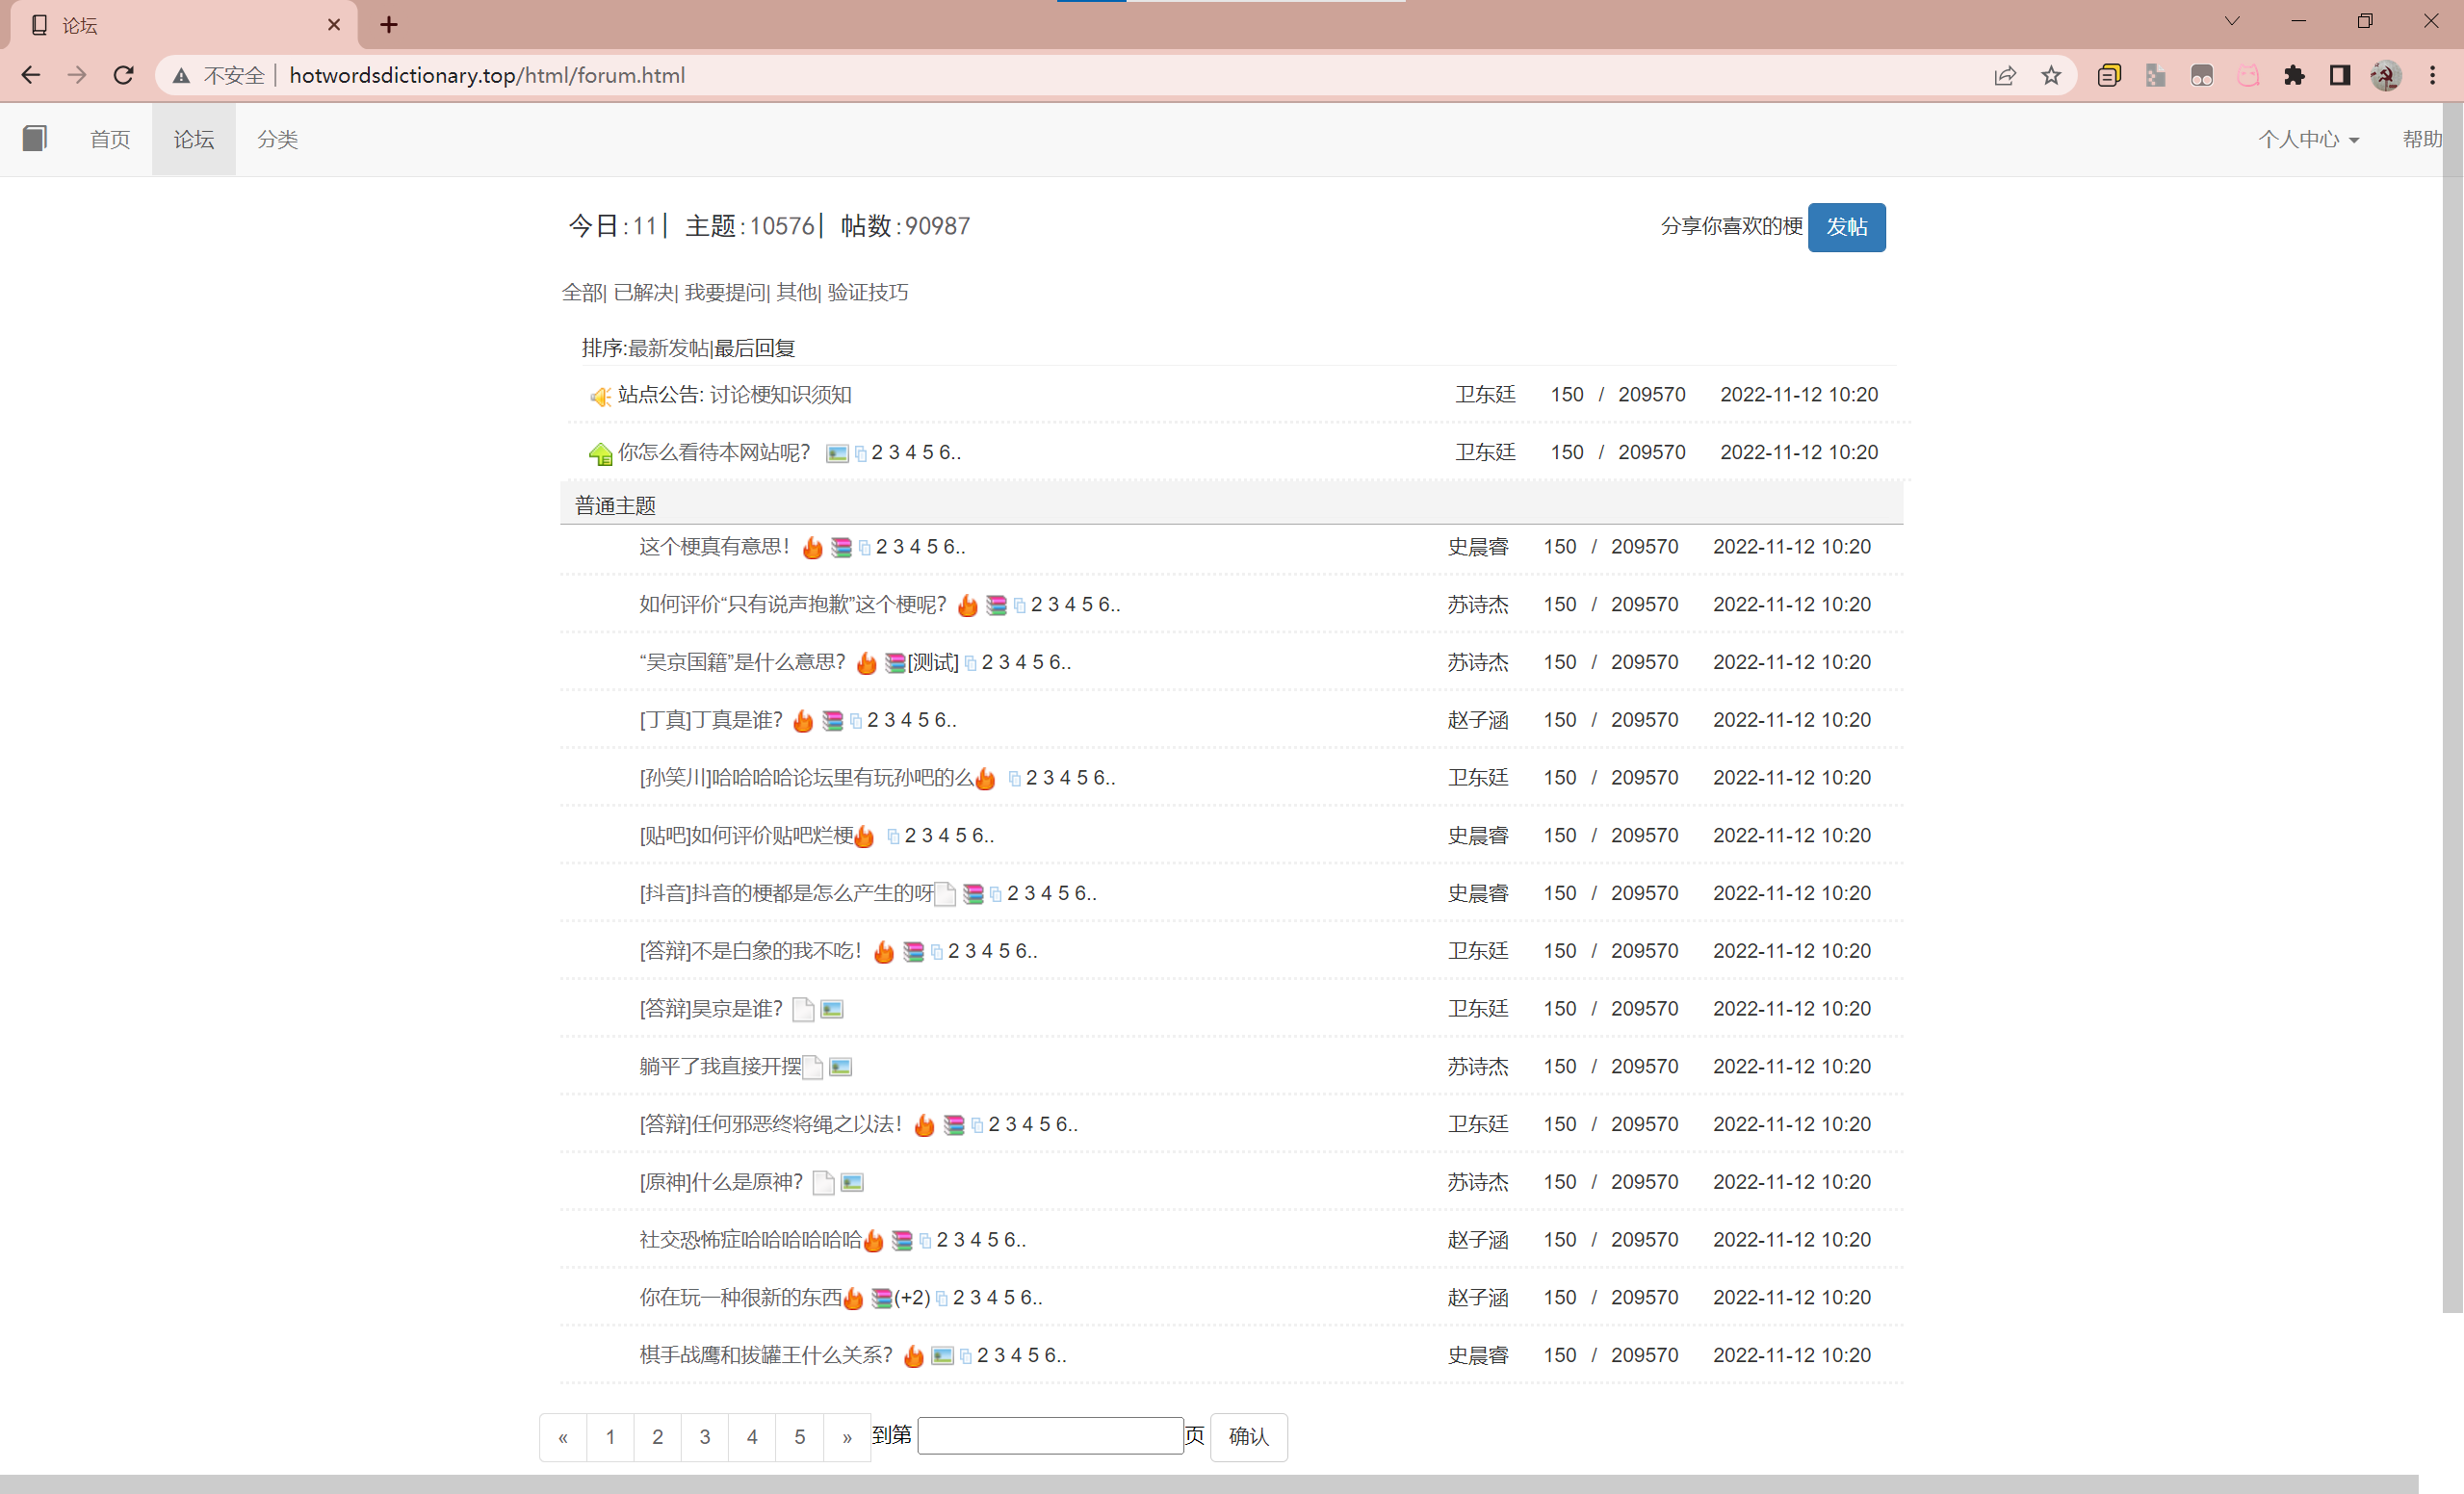 论坛
不安全 | hotwordsdictionary.top/html/forum.html
首页 论坛 分类 个人中心 帮助
今日:11| 主题:10576| 帖数:90987 分享你喜欢的梗 发帖
全部| 已解决| 我要提问| 其他| 验证技巧
排序:最新发帖|最后回复
站点公告: 讨论梗知识须知 卫东廷 150 / 209570 2022-11-12 10:20
你怎么看待本网站呢? 2 3 4 5 6.. 卫东廷 150 / 209570 2022-11-12 10:20
普通主题
这个梗真有意思! 2 3 4 5 6.. 史晨睿 150 / 209570 2022-11-12 10:20
如何评价“只有说声抱歉”这个梗呢? 2 3 4 5 6.. 苏诗杰 150 / 209570 2022-11-12 10:20
“吴京国籍”是什么意思? [测试] 2 3 4 5 6.. 苏诗杰 150 / 209570 2022-11-12 10:20
[丁真]丁真是谁? 2 3 4 5 6.. 赵子涵 150 / 209570 2022-11-12 10:20
[孙笑川]哈哈哈哈论坛里有玩孙吧的么 2 3 4 5 6.. 卫东廷 150 / 209570 2022-11-12 10:20
[贴吧]如何评价贴吧烂梗 2 3 4 5 6.. 史晨睿 150 / 209570 2022-11-12 10:20
[抖音]抖音的梗都是怎么产生的呀 2 3 4 5 6.. 史晨睿 150 / 209570 2022-11-12 10:20
[答辩]不是白象的我不吃! 2 3 4 5 6.. 卫东廷 150 / 209570 2022-11-12 10:20
[答辩]昊京是谁? 卫东廷 150 / 209570 2022-11-12 10:20
躺平了我直接开摆 苏诗杰 150 / 209570 2022-11-12 10:20
[答辩]任何邪恶终将绳之以法! 2 3 4 5 6.. 卫东廷 150 / 209570 2022-11-12 10:20
[原神]什么是原神? 苏诗杰 150 / 209570 2022-11-12 10:20
社交恐怖症哈哈哈哈哈哈 2 3 4 5 6.. 赵子涵 150 / 209570 2022-11-12 10:20
你在玩一种很新的东西 (+2) 2 3 4 5 6.. 赵子涵 150 / 209570 2022-11-12 10:20
棋手战鹰和拔罐王什么关系? 2 3 4 5 6.. 史晨睿 150 / 209570 2022-11-12 10:20
« 1 2 3 4 5 » 到第 页 确认